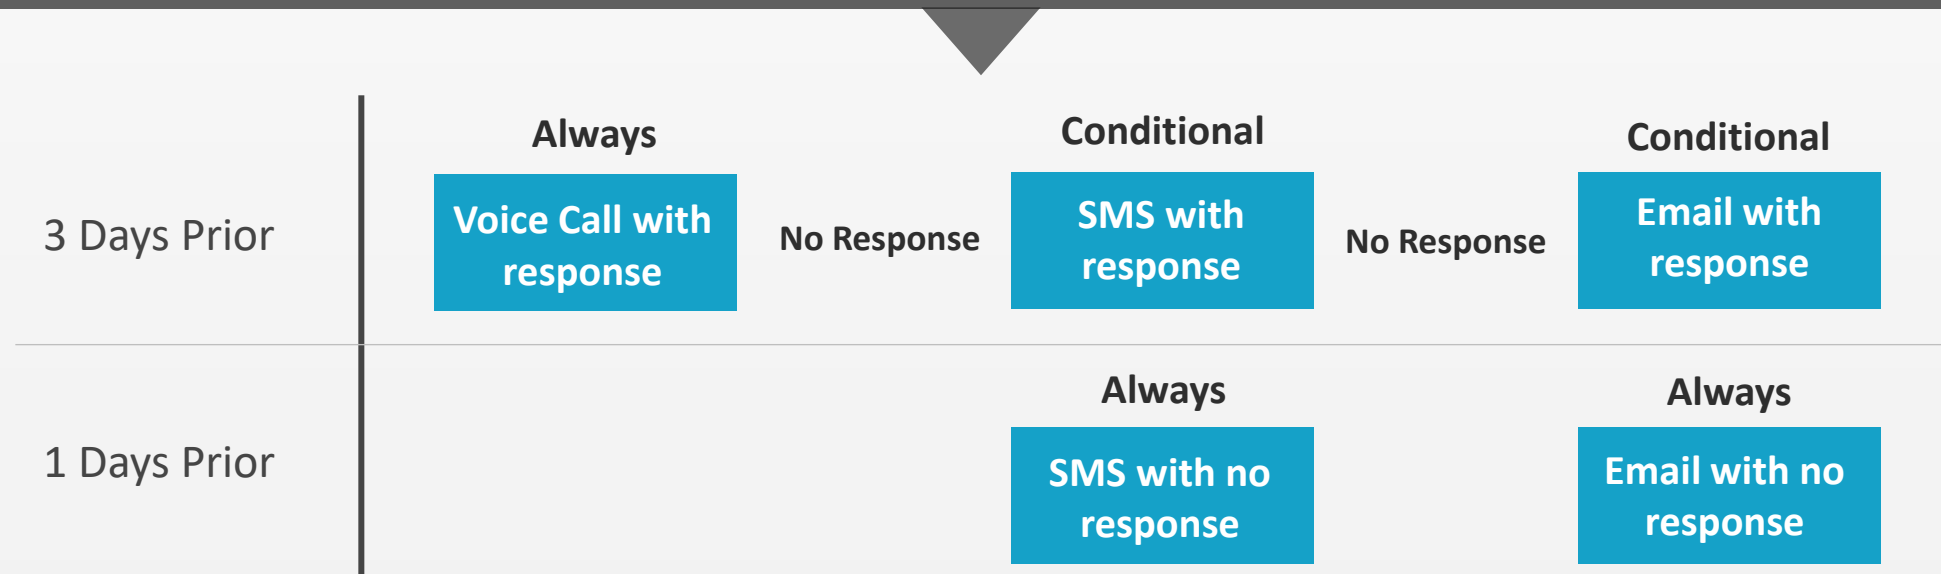 Always
Conditional
Conditional
3 Days Prior
Voice Call with
response
No Response
SMS with
response
No Response
Email with
response
Always
Always
1 Days Prior
SMS with no
response
Email with no
response